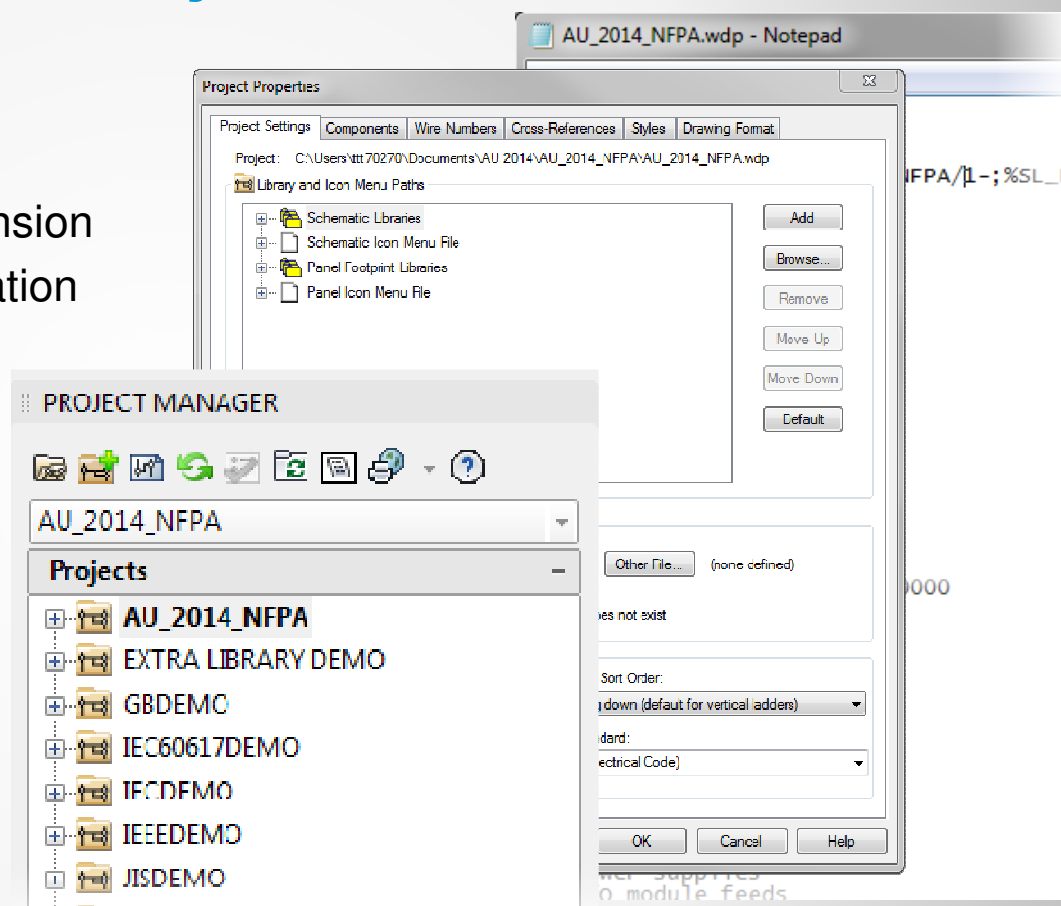 AU_2014_NFPA.wdp - Notepad
Project Properties
Project Settings Components Wire Numbers Cross-References Styles Drawing Format
Project: C:\Users\ttt70270\Documents\AU 2014\AU_2014_NFPA\AU_2014_NFPA.wdp
Library and Icon Menu Paths
Schematic Libraries
Schematic Icon Menu File
Panel Footprint Libraries
Panel Icon Menu File
Add
Browse...
Remove
Move Up
Move Down
Default
NFPA/1-;%SL_
nsion
ation
PROJECT MANAGER
AU_2014_NFPA
Projects
AU_2014_NFPA
EXTRA LIBRARY DEMO
GBDEMO
IEC60617DEMO
IECDEMO
IEEEDEMO
JISDEMO
Other File... (none defined)
oes not exist
0000
Sort Order:
g down (default for vertical ladders)
dard:
ectrical Code)
OK Cancel Help
wer supplies
O module feeds